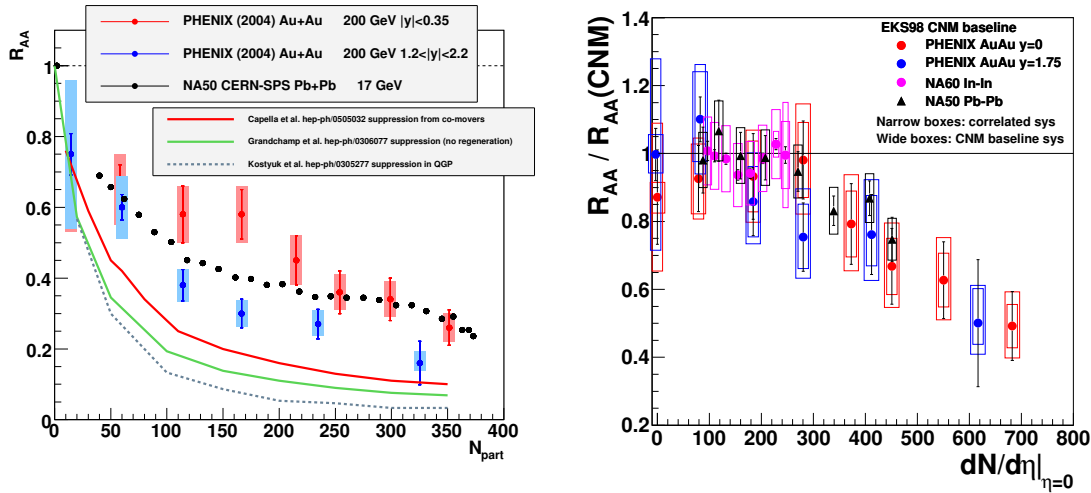 PHENIX (2004) Au+Au 200 GeV |y|<0.35
PHENIX (2004) Au+Au 200 GeV 1.2<|y|<2.2
NA50 CERN-SPS Pb+Pb 17 GeV
Capella et al. hep-ph/0505032 suppression from co-movers
Grandchamp et al. hep-ph/0306077 suppression (no regeneration)
Kostyuk et al. hep-ph/0305277 suppression in QGP
R_AA
1
0.8
0.6
0.4
0.2
0
0 50 100 150 200 250 300 350 400
N_part
EKS98 CNM baseline
PHENIX AuAu y=0
PHENIX AuAu y=1.75
NA60 In-In
NA50 Pb-Pb
Narrow boxes: correlated sys
Wide boxes: CNM baseline sys
R_AA / R_AA(CNM)
1.4
1.2
1
0.8
0.6
0.4
0.2
0 100 200 300 400 500 600 700 800
dN/dη|_η=0